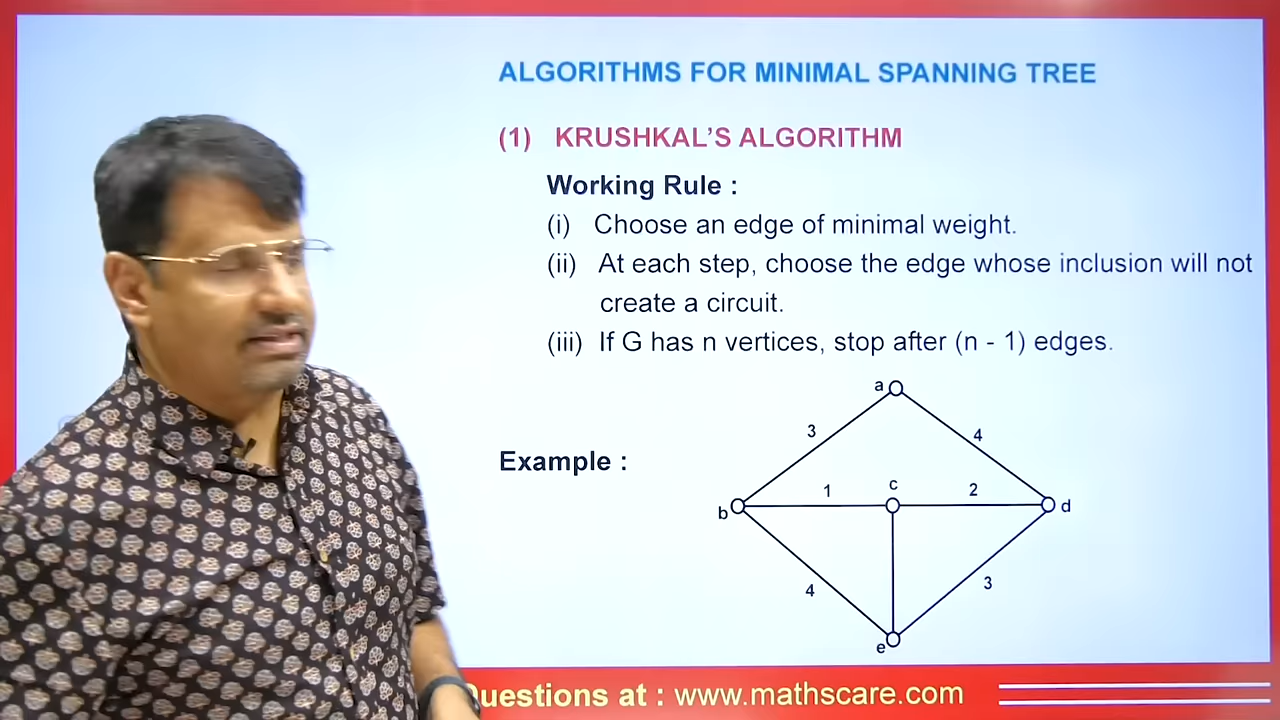 ALGORITHMS FOR MINIMAL SPANNING TREE
(1) KRUSHKAL’S ALGORITHM
Working Rule :
(i) Choose an edge of minimal weight.
(ii) At each step, choose the edge whose inclusion will not
create a circuit.
(iii) If G has n vertices, stop after (n - 1) edges.
Example :
a
3
4
b
1
c
2
d
4
3
e
Questions at : www.mathscare.com